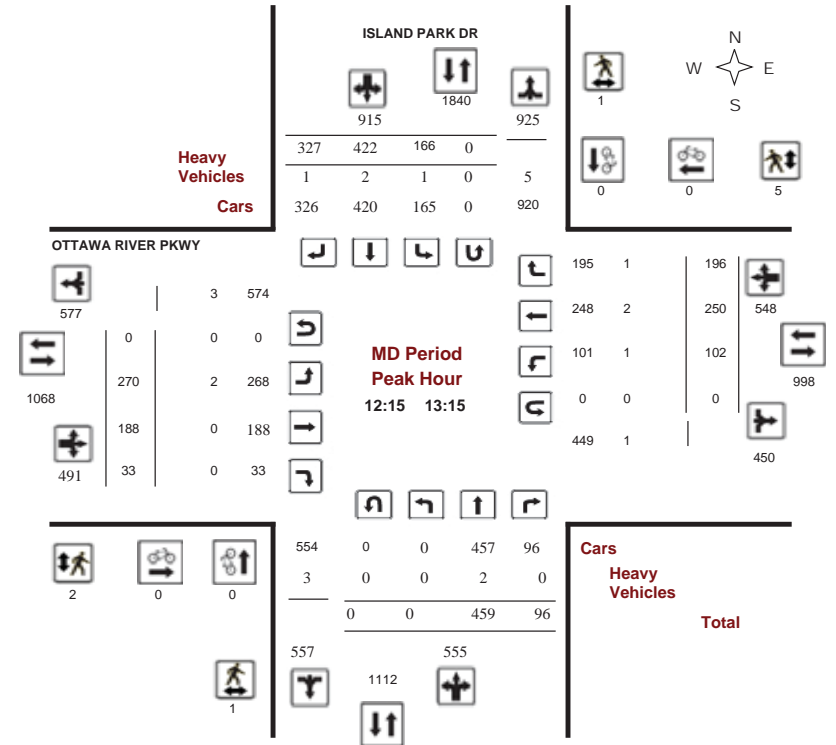 ISLAND PARK DR
N
W E
S
1840
1
915 925
327 422 166 0
Heavy
Vehicles
1 2 1 0 5
Cars
326 420 165 0 920
0 0 5
OTTAWA RIVER PKWY
577
3 574
0 0 0
1068
270 2 268
188 0 188
491
33 0 33
MD Period
Peak Hour
12:15 13:15
195 1 196
248 2 250 548
101 1 102
998
0 0 0
449 1
450
554 0 0 457 96
Cars
3 0 0 2 0
Heavy
Vehicles
0 0 459 96
Total
2 0 0
557 555
1112
1